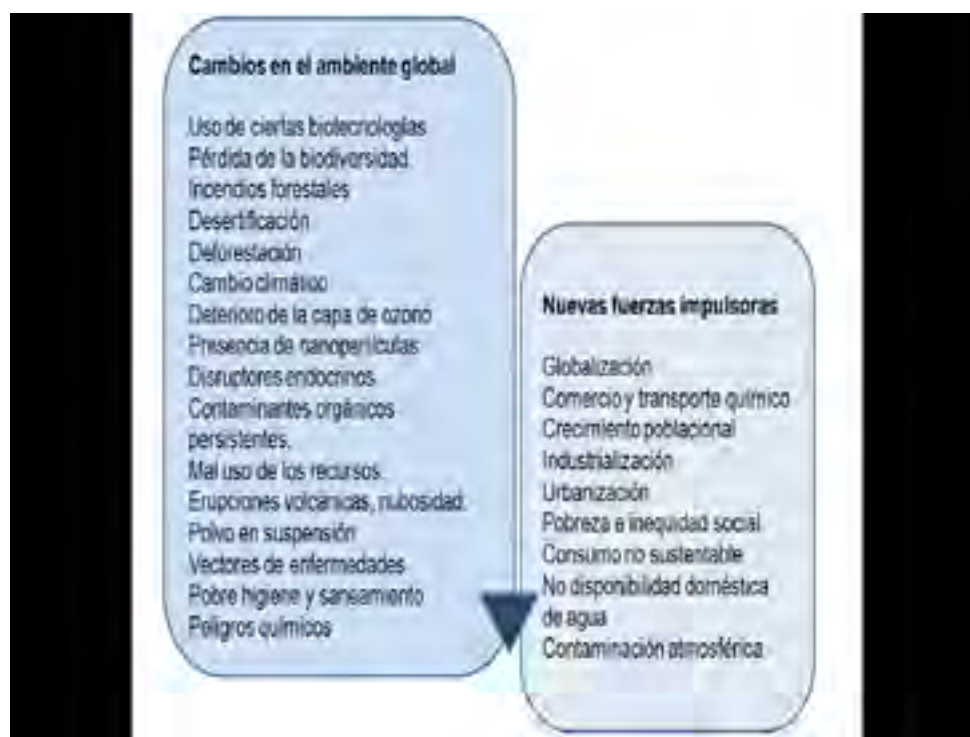 Cambios en el ambiente global
Uso de ciertas biotecnologías
Pérdida de la biodiversidad.
Incendios forestales
Desertificación
Deforestación
Cambio climático
Deterioro de la capa de ozono
Presencia de nanopartículas
Disruptores endocrinos
Contaminantes orgánicos
persistentes.
Mal uso de los recursos.
Erupciones volcánicas, nubosidad.
Polvo en suspensión
Vectores de enfermedades
Pobre higiene y saneamiento
Peligros químicos
Nuevas fuerzas impulsoras
Globalización
Comercio y transporte químico
Crecimiento poblacional
Industrialización
Urbanización
Pobreza e inequidad social
Consumo no sustentable
No disponibilidad doméstica
de agua
Contaminación atmosférica